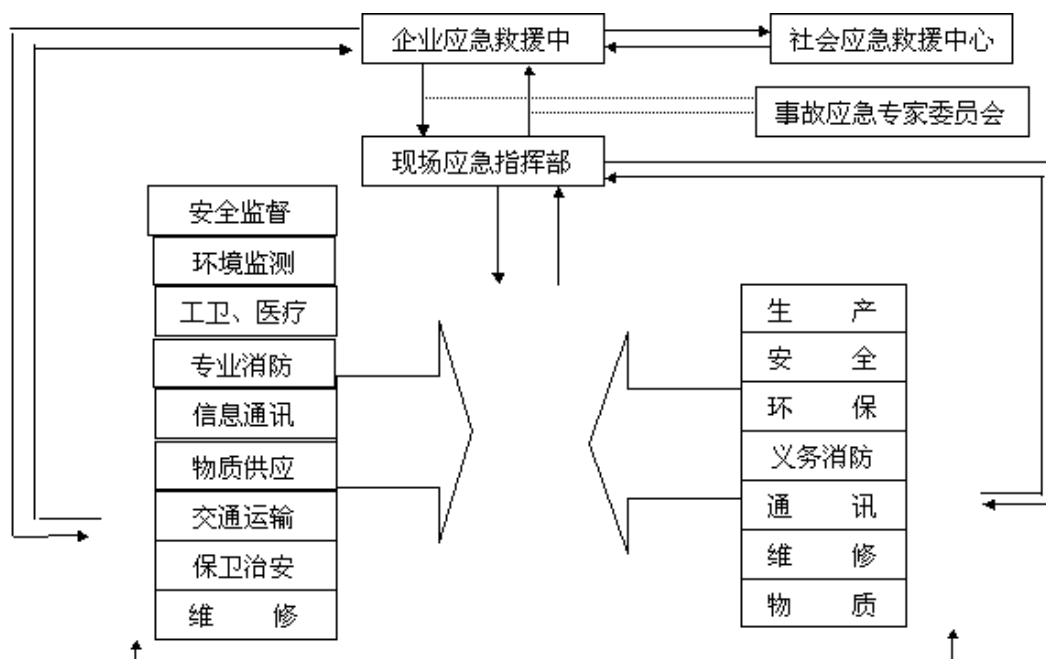 企业应急救援中
社会应急救援中心
事故应急专家委员会
现场应急指挥部
安全监督
环境监测
工卫、医疗
专业消防
信息通讯
物质供应
交通运输
保卫治安
维 修
生 产
安 全
环 保
义务消防
通 讯
维 修
物 质